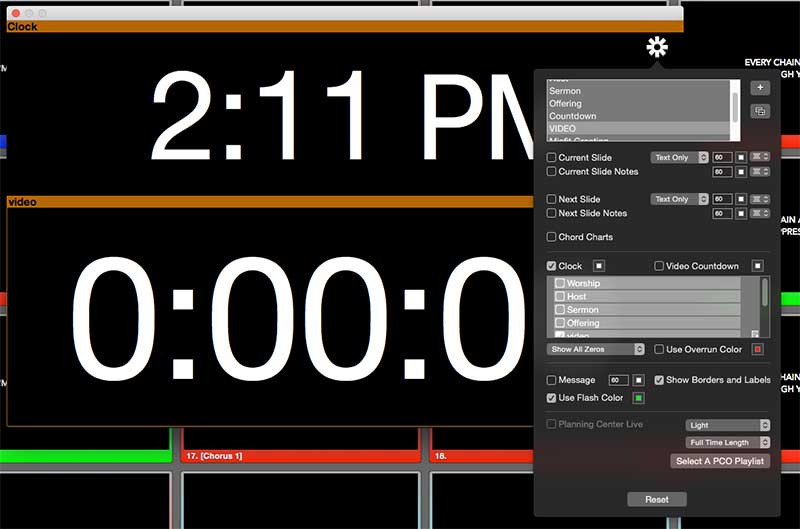 Clock
2:11 PM
EVERY CHAIN
Sermon
Offering
Countdown
VIDEO
Misfit Greeting
Current Slide Text Only 60
Current Slide Notes 60
Next Slide Text Only 60
Next Slide Notes 60
Chord Charts
Clock Video Countdown
Worship
Host
Sermon
Offering
video
Show All Zeros Use Overrun Color
Message 60 Show Borders and Labels
Use Flash Color
Planning Center Live Light
Full Time Length
Select A PCO Playlist
Reset
video
0:00:0
17. [Chorus 1]
18.